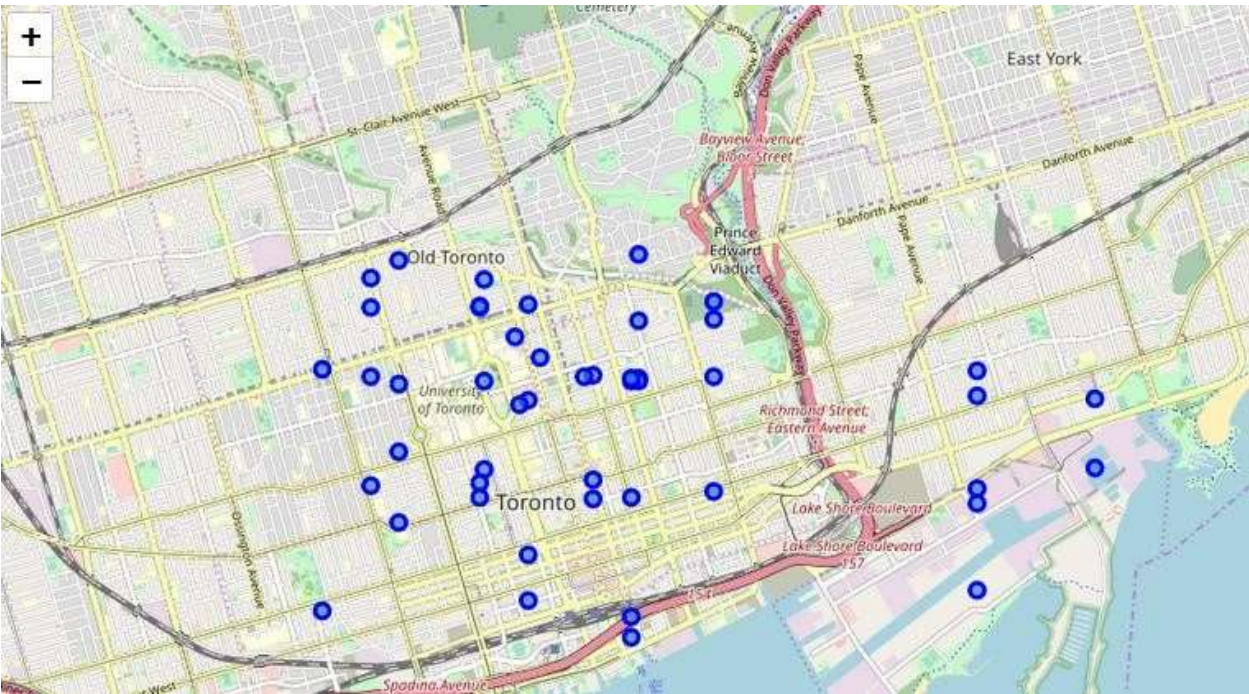 +
−
Cemetery
Bayview Avenue
Don Valley Parkway
Pape Avenue
East York
St. Clair Avenue West
Bayview Avenue;
Bloor Street
Danforth Avenue
Avenue Road
Danforth Avenue
Pape Avenue
Prince
Edward
Viaduct
Old Toronto
Don Valley Parkway
University
of Toronto
Richmond Street;
Eastern Avenue
Toronto
Lake Shore Boulevard
Ossington Avenue
Lake Shore Boulevard
157
154
Spadina Avenue
West